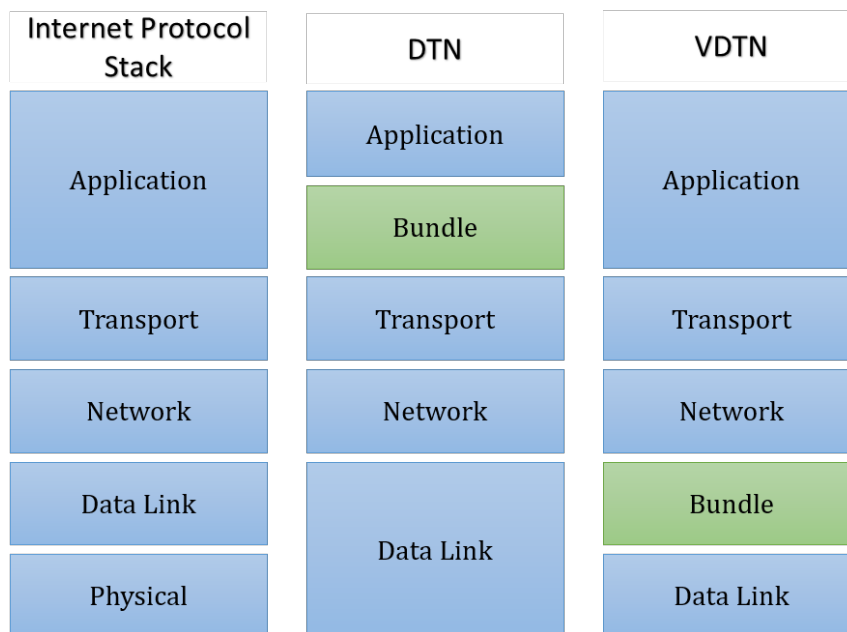 Internet Protocol
Stack
DTN
VDTN
Application
Transport
Network
Data Link
Physical
Application
Bundle
Transport
Network
Data Link
Application
Transport
Network
Bundle
Data Link